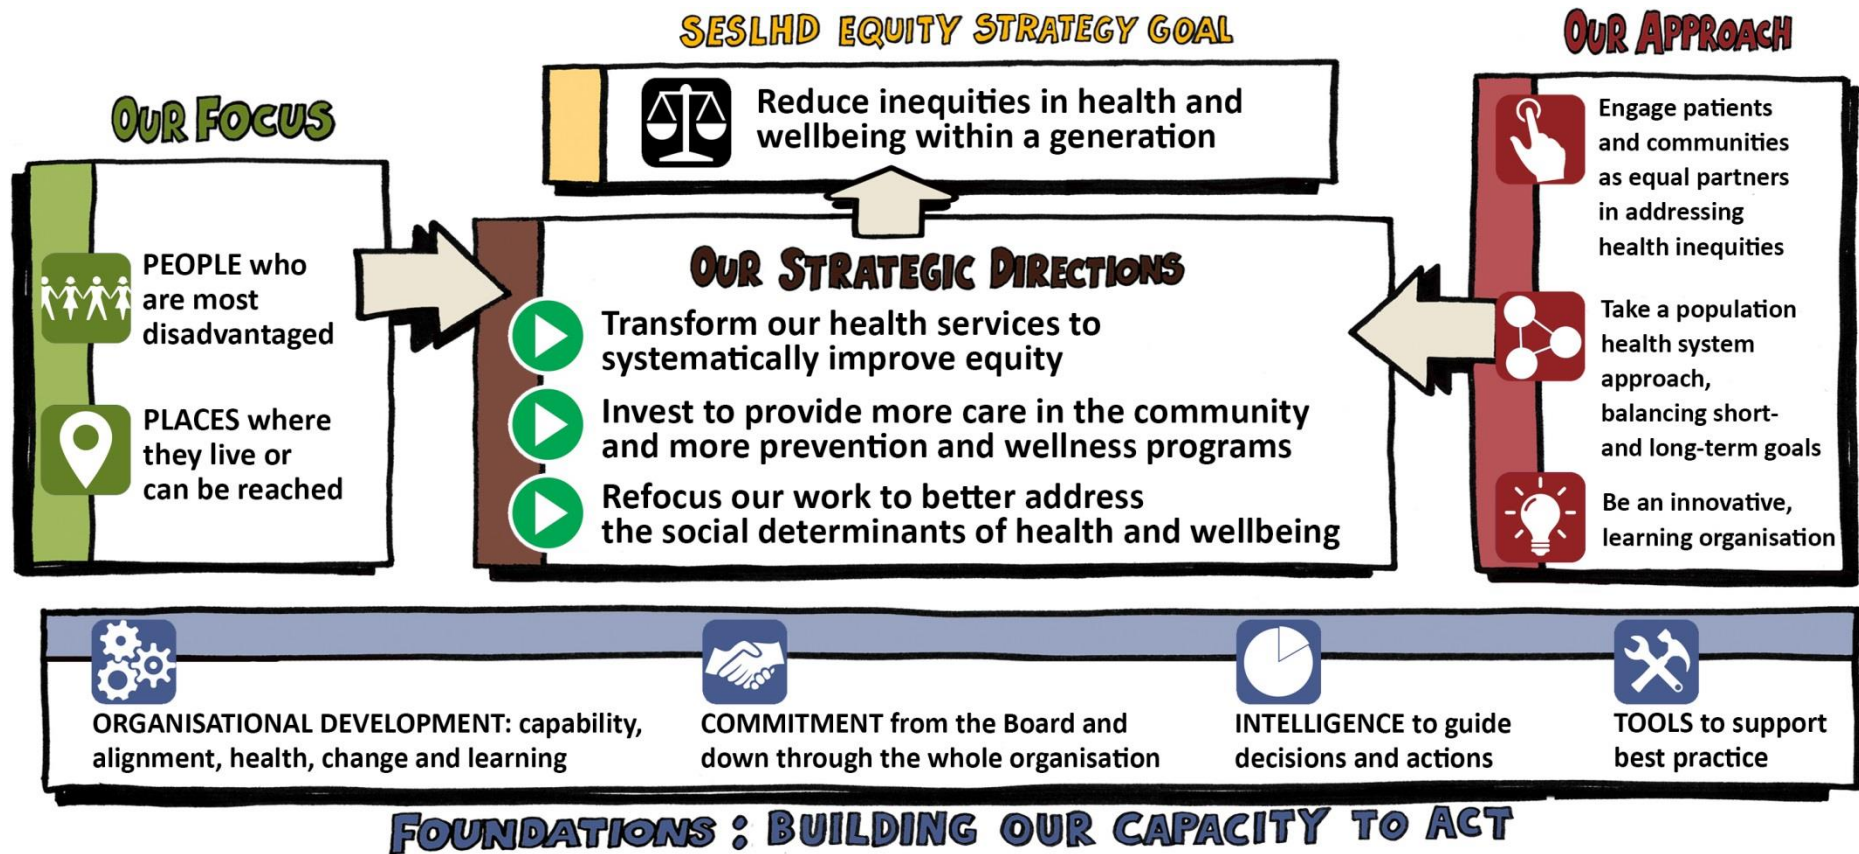 SESLHD EQUITY STRATEGY GOAL
Reduce inequities in health and
wellbeing within a generation
OUR FOCUS
PEOPLE who
are most
disadvantaged
PLACES where
they live or
can be reached
OUR STRATEGIC DIRECTIONS
Transform our health services to
systematically improve equity
Invest to provide more care in the community
and more prevention and wellness programs
Refocus our work to better address
the social determinants of health and wellbeing
OUR APPROACH
Engage patients
and communities
as equal partners
in addressing
health inequities
Take a population
health system
approach,
balancing short-
and long-term goals
Be an innovative,
learning organisation
ORGANISATIONAL DEVELOPMENT: capability,
alignment, health, change and learning
COMMITMENT from the Board and
down through the whole organisation
INTELLIGENCE to guide
decisions and actions
TOOLS to support
best practice
FOUNDATIONS : BUILDING OUR CAPACITY TO ACT